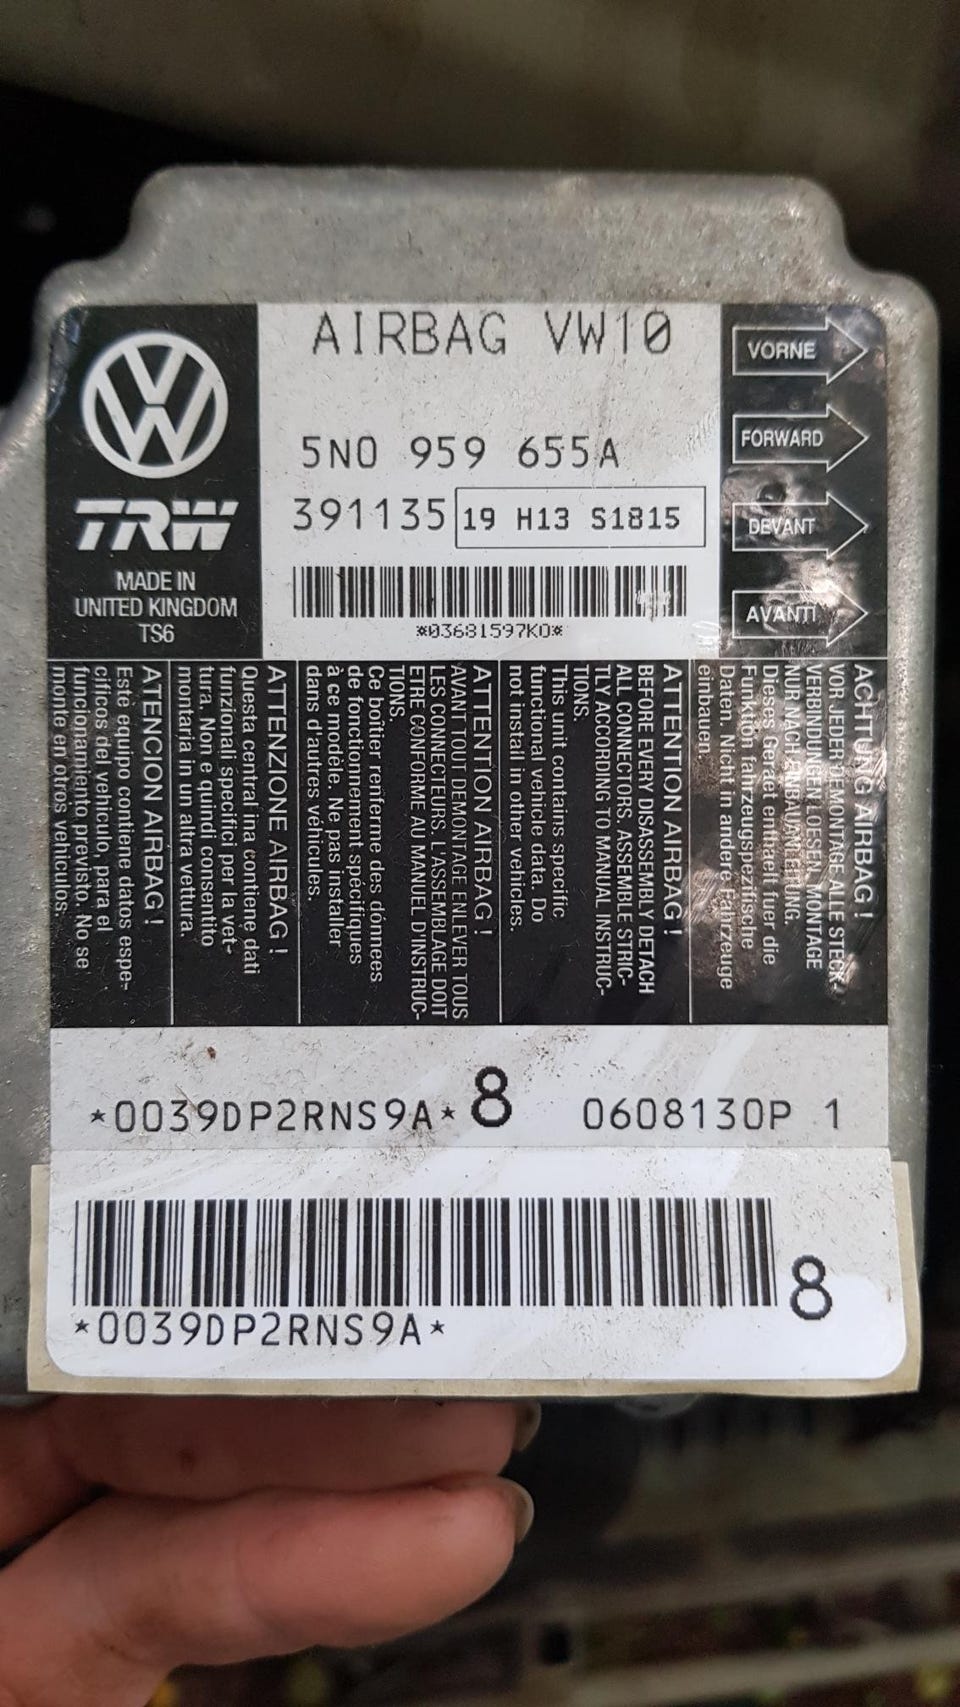 AIRBAG VW10
5N0 959 655A
391135 19 H13 S1815
*03681597KO*
TRW
MADE IN
UNITED KINGDOM
TS6
VORNE
FORWARD
DEVANT
AVANTI
ACHTUNG AIRBAG !
VOR JEDER DEMONTAGE ALLE STECK-
VERBINDUNGEN LOESEN, MONTAGE
NUR NACH EINBAUANLEITUNG.
Dieses Geraet enthaelt fuer die
Funktion fahrzeugspezifische
Daten. Nicht in andere Fahrzeuge
einbauen.
ATTENTION AIRBAG !
BEFORE EVERY DISASSEMBLY DETACH
ALL CONNECTORS. ASSEMBLE STRIC-
TLY ACCORDING TO MANUAL INSTRUC-
TIONS.
This unit contains specific
functional vehicle data. Do
not install in other vehicles.
ATTENTION AIRBAG !
AVANT TOUT DEMONTAGE ENLEVER TOUS
LES CONNECTEURS. L'ASSEMBLAGE DOIT
ETRE CONFORME AU MANUEL D'INSTRUC-
TIONS.
Ce boîtier renferme des dónnees
de fonctionnement spécifiques
à ce modèle. Ne pas installer
dans d'autres véhicules.
ATTENZIONE AIRBAG !
Questa central ina contiene dati
funzionali specifici per la vet-
tura. Non e quindi consentito
montaria in un altra vettura.
ATENCION AIRBAG !
Este equipo contiene datos espe-
cificos del vehiculo, para el
funcionamiento previsto. No se
monte en otros vehiculos.
*0039DP2RNS9A* 8 0608130P 1
8
*0039DP2RNS9A*